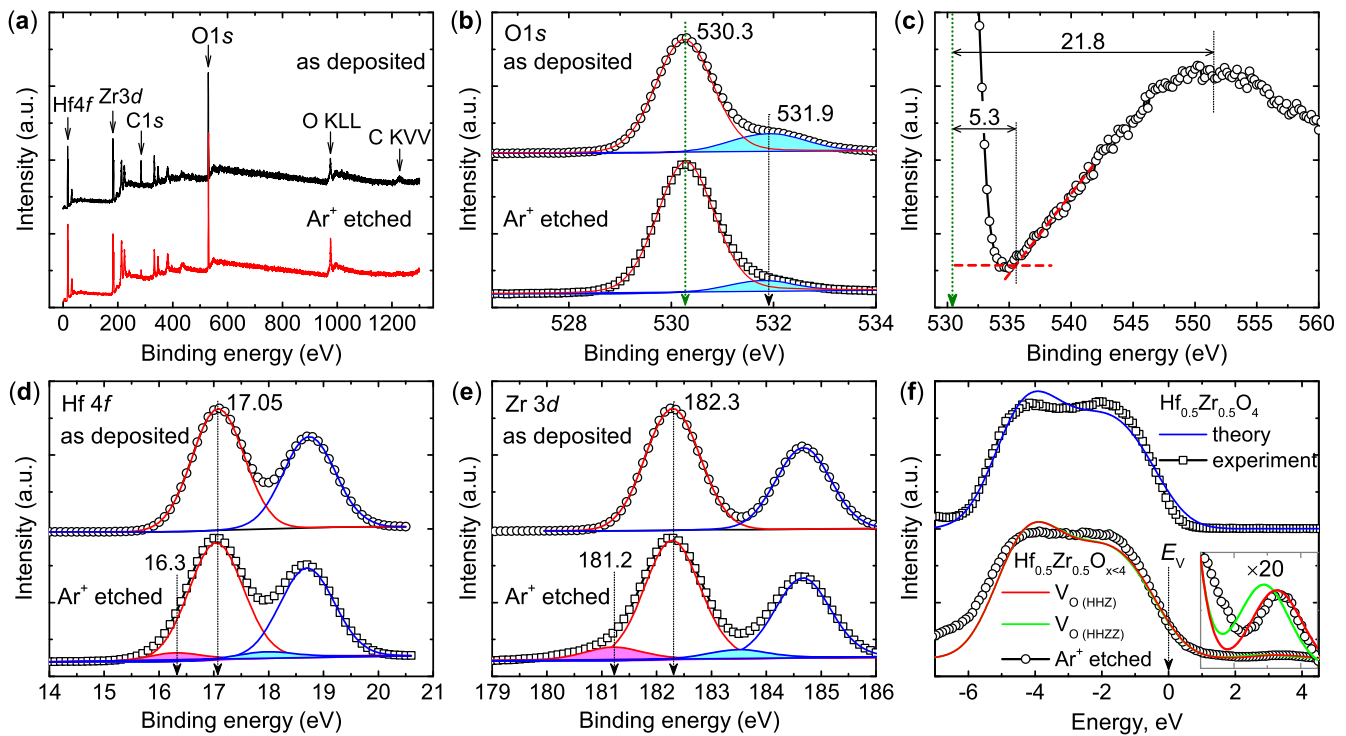 (a)
O1s
as deposited
Hf4f
Zr3d
C1s
O KLL
C KVV
Ar⁺ etched
Intensity (a.u.)
0 200 400 600 800 1000 1200
Binding energy (eV)
(b)
O1s
as deposited
530.3
531.9
Ar⁺ etched
Intensity (a.u.)
528 530 532 534
Binding energy (eV)
(c)
21.8
5.3
Intensity (a.u.)
530 535 540 545 550 555 560
Binding energy (eV)
(d)
Hf 4f
as deposited
17.05
16.3
Ar⁺ etched
Intensity (a.u.)
14 15 16 17 18 19 20 21
Binding energy (eV)
(e)
Zr 3d
as deposited
182.3
181.2
Ar⁺ etched
Intensity (a.u.)
179 180 181 182 183 184 185 186
Binding energy (eV)
(f)
Hf₀.₅Zr₀.₅O₄
theory
experiment
Hf₀.₅Zr₀.₅Oₓ<₄
V_O (HHZ)
V_O (HHZZ)
Ar⁺ etched
E_V
×20
Intensity (a.u.)
-6 -4 -2 0 2 4
Energy, eV